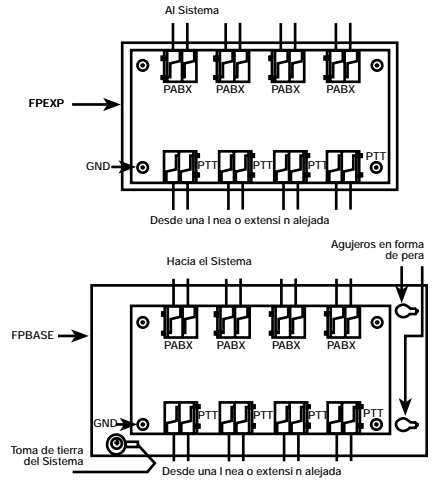 Al Sistema
PABX PABX PABX PABX
FPEXP
GND PTT PTT PTT PTT
Desde una l nea o extensi n alejada
Agujeros en forma
de pera
Hacia el Sistema
FPBASE
PABX PABX PABX PABX
GND PTT PTT PTT PTT
Toma de tierra
del Sistema
Desde una l nea o extensi n alejada